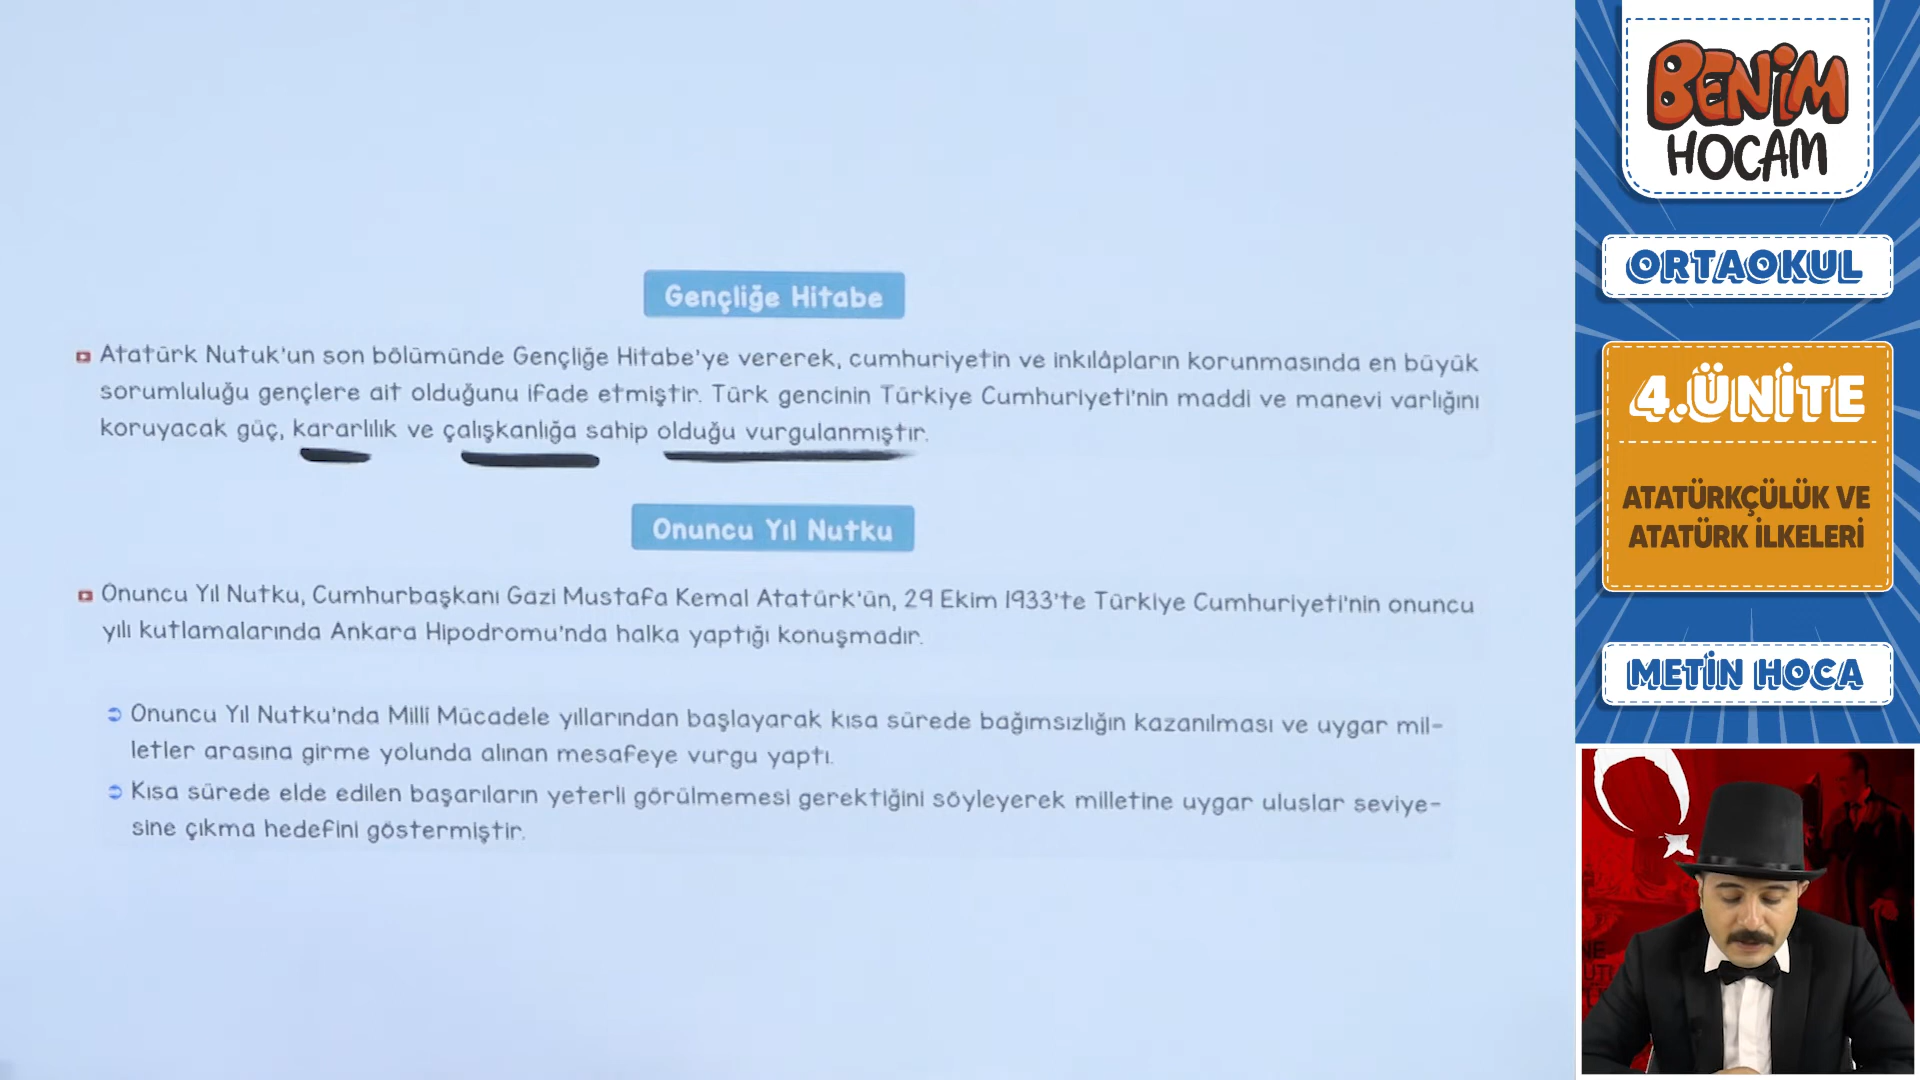 Gençliğe Hitabe
Atatürk Nutuk'un son bölümünde Gençliğe Hitabe'ye vererek, cumhuriyetin ve inkılâpların korunmasında en büyük
sorumluluğu gençlere ait olduğunu ifade etmiştir. Türk gencinin Türkiye Cumhuriyeti'nin maddi ve manevi varlığını
koruyacak güç, kararlılık ve çalışkanlığa sahip olduğu vurgulanmıştır.
Onuncu Yıl Nutku
Onuncu Yıl Nutku, Cumhurbaşkanı Gazi Mustafa Kemal Atatürk'ün, 29 Ekim 1933'te Türkiye Cumhuriyeti'nin onuncu
yılı kutlamalarında Ankara Hipodromu'nda halka yaptığı konuşmadır.
Onuncu Yıl Nutku'nda Millî Mücadele yıllarından başlayarak kısa sürede bağımsızlığın kazanılması ve uygar mil-
letler arasına girme yolunda alınan mesafeye vurgu yaptı.
Kısa sürede elde edilen başarıların yeterli görülmemesi gerektiğini söyleyerek milletine uygar uluslar seviye-
sine çıkma hedefini göstermiştir.
BENİM
HOCAM
ORTAOKUL
4.ÜNİTE
ATATÜRKÇÜLÜK VE
ATATÜRK İLKELERİ
METİN HOCA